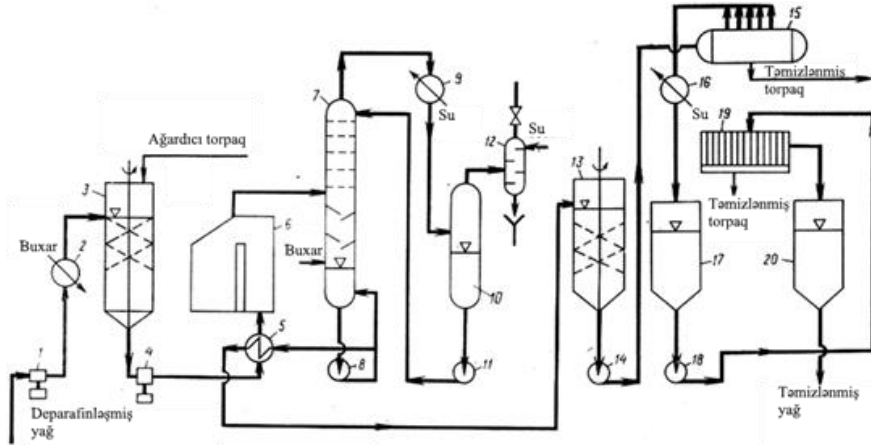 15
7
9
16
Təmizlənmiş
torpaq
Su
Su
19
Ağardıcı torpaq
12
Su
13
3
6
Təmizlənmiş
torpaq
Buxar
2
Buxar
10
17
20
5
1
4
8
11
14
18
Deparafinləşmiş
yağ
Təmizlənmiş
yağ